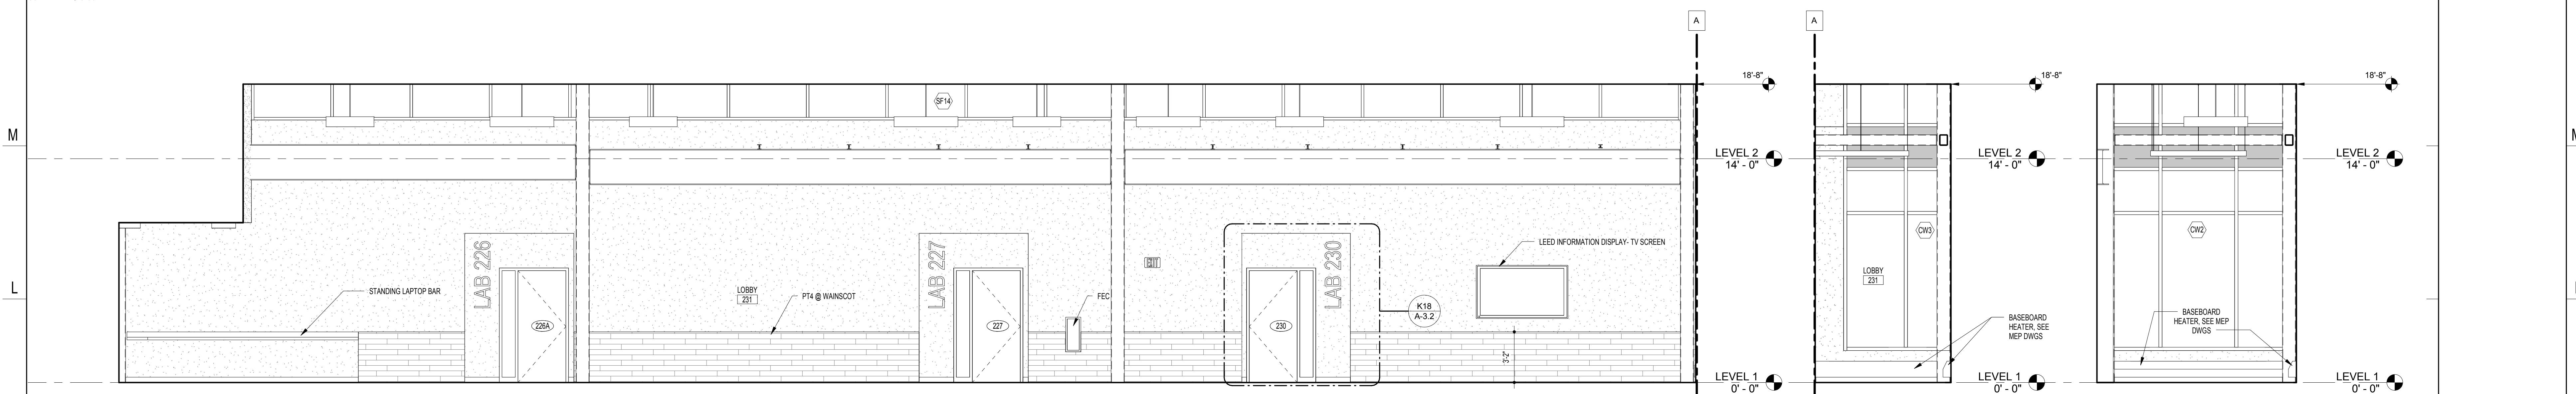 A
A
18'-8"
18'-8"
18'-8"
SF14
M
LEVEL 2
14' - 0"
LEVEL 2
14' - 0"
LEVEL 2
14' - 0"
CW3
CW2
LAB 226
LAB 227
LAB 230
LEED INFORMATION DISPLAY- TV SCREEN
EXIT
LOBBY
231
L
STANDING LAPTOP BAR
LOBBY
231
PT4 @ WAINSCOT
FEC
K18
A-3.2
226A
227
230
BASEBOARD
HEATER, SEE
MEP DWGS
BASEBOARD
HEATER, SEE MEP
DWGS
3'-2"
LEVEL 1
0' - 0"
LEVEL 1
0' - 0"
LEVEL 1
0' - 0"